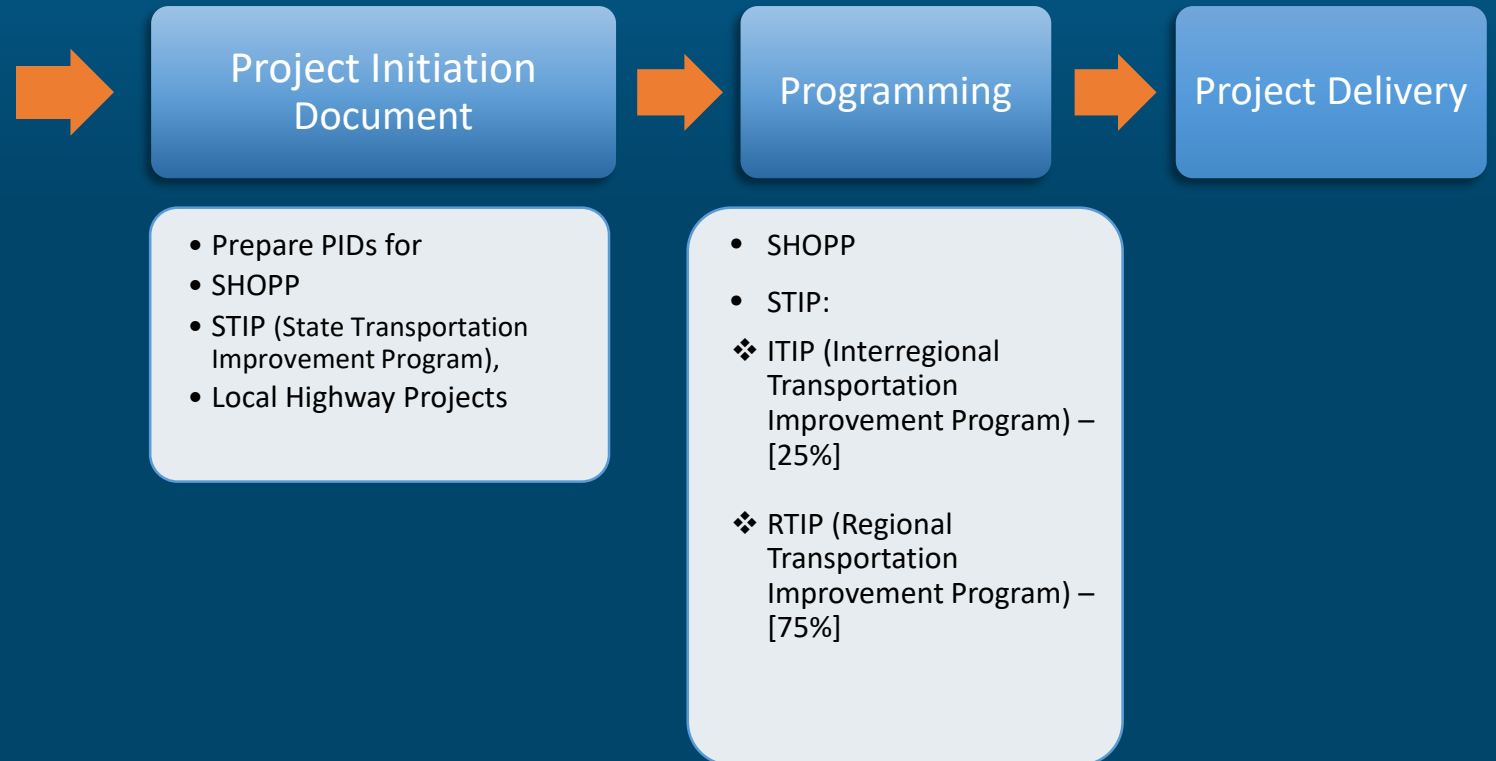 Project Initiation
Document
Programming
Project Delivery
• Prepare PIDs for
• SHOPP
• STIP (State Transportation
Improvement Program),
• Local Highway Projects
• SHOPP
• STIP:
❖ ITIP (Interregional
Transportation
Improvement Program) –
[25%]
❖ RTIP (Regional
Transportation
Improvement Program) –
[75%]